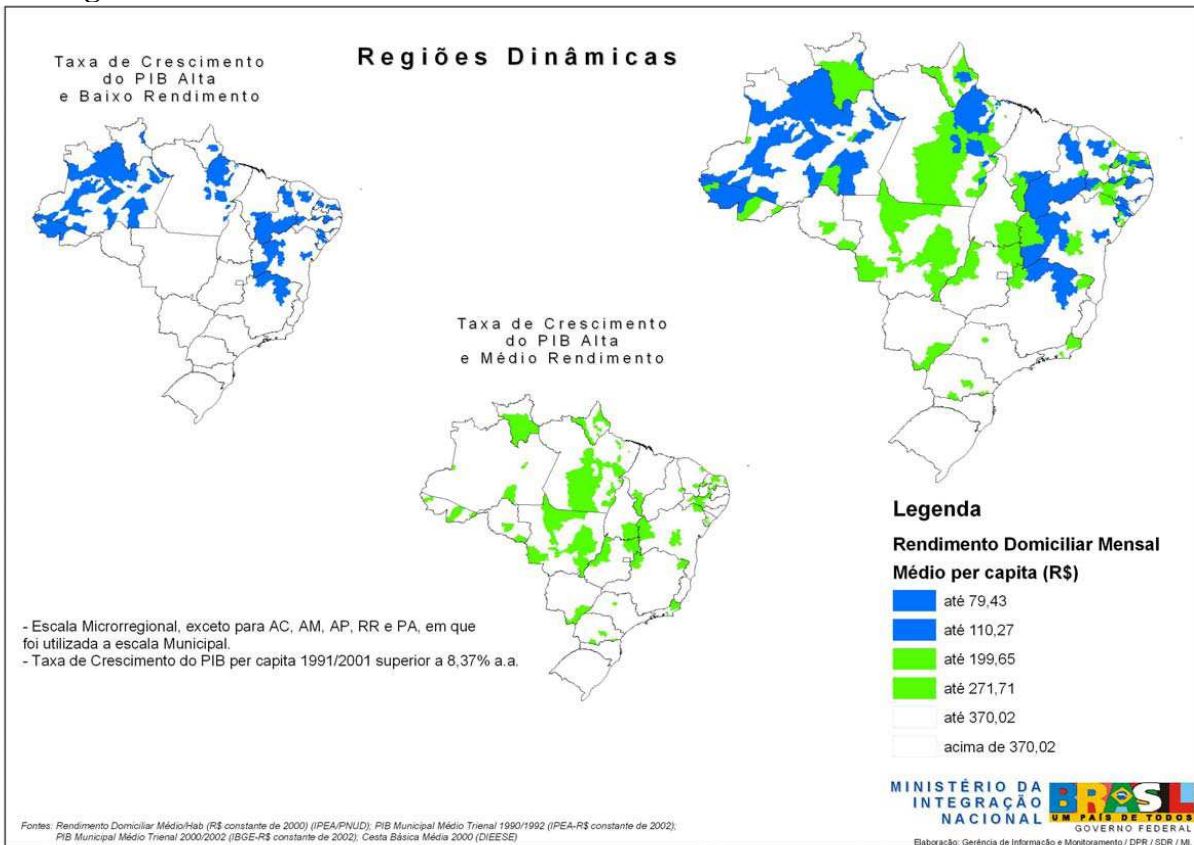 Regiões Dinâmicas
Taxa de Crescimento
do PIB Alta
e Baixo Rendimento
Taxa de Crescimento
do PIB Alta
e Médio Rendimento
- Escala Microrregional, exceto para AC, AM, AP, RR e PA, em que
foi utilizada a escala Municipal.
- Taxa de Crescimento do PIB per capita 1991/2001 superior a 8,37% a.a.
Legenda
Rendimento Domiciliar Mensal
Médio per capita (R$)
até 79,43
até 110,27
até 199,65
até 271,71
até 370,02
acima de 370,02
MINISTÉRIO DA
INTEGRAÇÃO
NACIONAL
BRASIL
UM PAÍS DE TODOS
GOVERNO FEDERAL
Fontes: Rendimento Domiciliar Médio/Hab (R$ constante de 2000) (IPEA/PNUD); PIB Municipal Médio Trienal 1990/1992 (IPEA-R$ constante de 2002);
PIB Municipal Médio Trienal 2000/2002 (IBGE-R$ constante de 2002); Cesta Básica Média 2000 (DIEESE)
Elaboração: Gerência de Informação e Monitoramento / DPR / SDR / MI